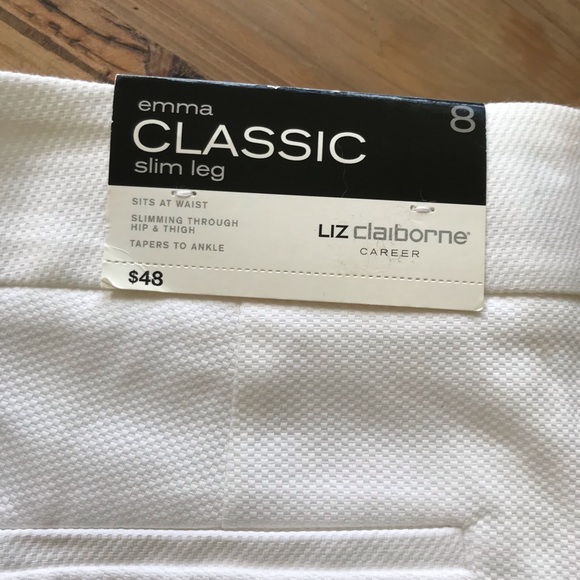 emma
8
CLASSIC
slim leg
SITS AT WAIST
SLIMMING THROUGH
HIP & THIGH
TAPERS TO ANKLE
LIZ claiborne®
CAREER
$48